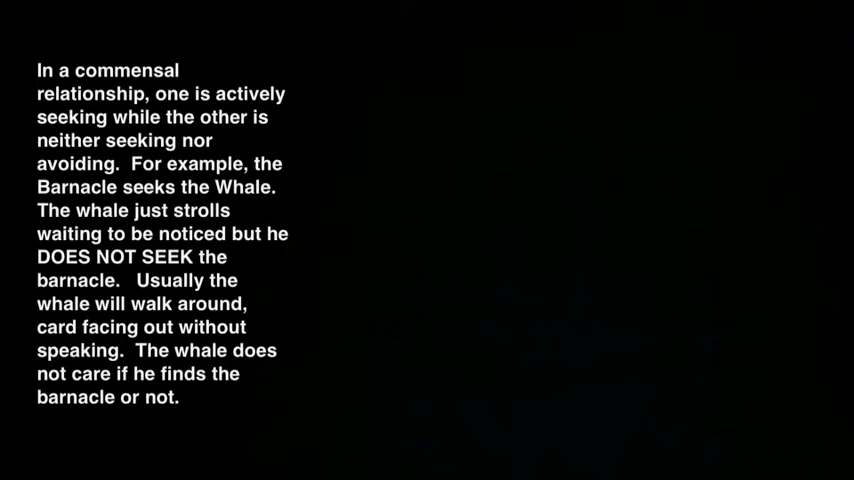 In a commensal
relationship, one is actively
seeking while the other is
neither seeking nor
avoiding.  For example, the
Barnacle seeks the Whale.
The whale just strolls
waiting to be noticed but he
DOES NOT SEEK the
barnacle.   Usually the
whale will walk around,
card facing out without
speaking.  The whale does
not care if he finds the
barnacle or not.